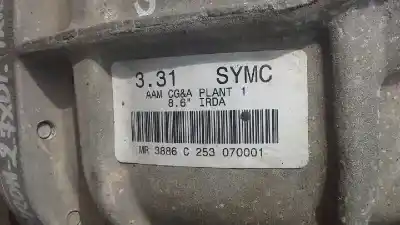 3.31 SYMC
AAM CG&A PLANT 1
8.6" IRDA
MR 3886 C 253 070001